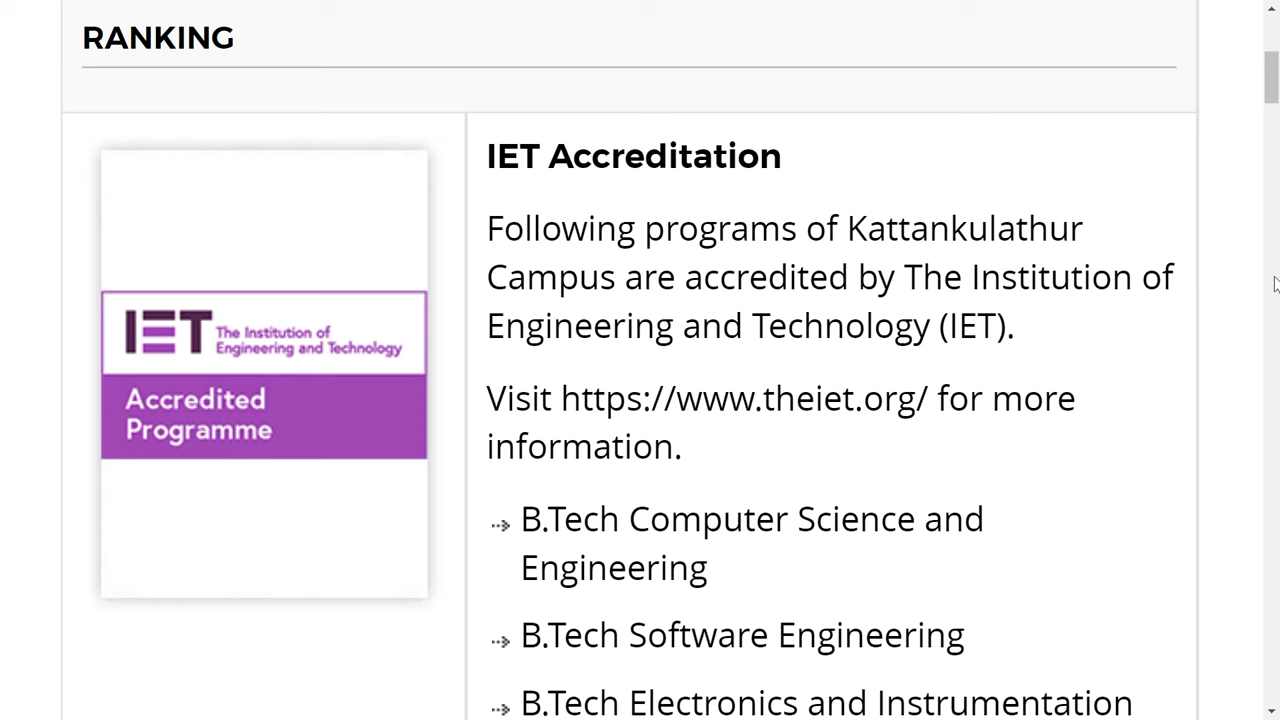 RANKING
IET The Institution of
Engineering and Technology
Accredited
Programme
IET Accreditation
Following programs of Kattankulathur
Campus are accredited by The Institution of
Engineering and Technology (IET).
Visit https://www.theiet.org/ for more
information.
B.Tech Computer Science and
Engineering
B.Tech Software Engineering
B.Tech Electronics and Instrumentation